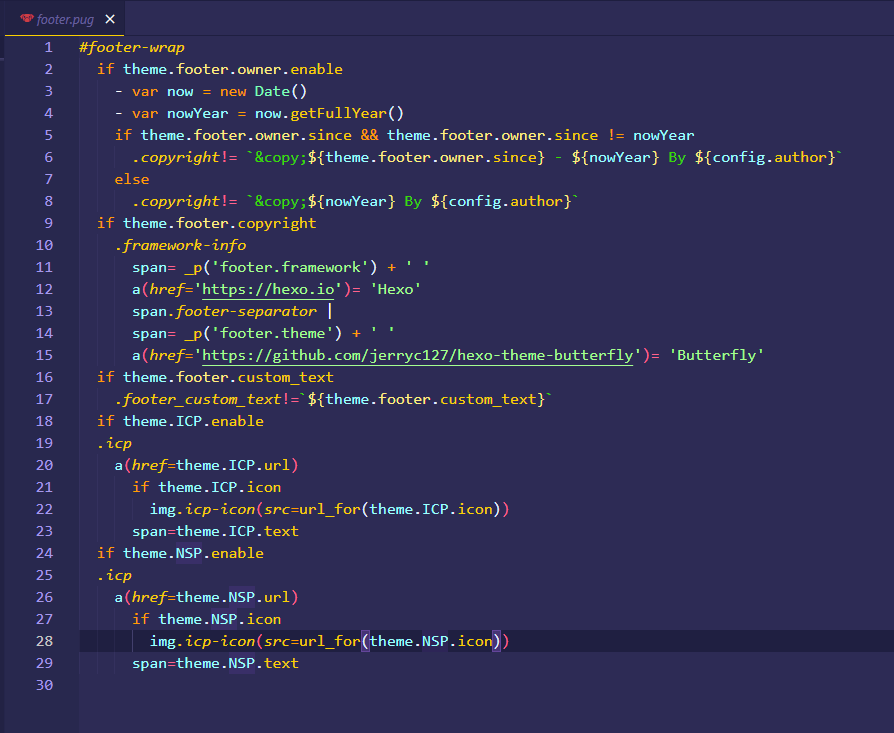 footer.pug ✕
1 #footer-wrap
2   if theme.footer.owner.enable
3     - var now = new Date()
4     - var nowYear = now.getFullYear()
5     if theme.footer.owner.since && theme.footer.owner.since != nowYear
6       .copyright!= `&copy;${theme.footer.owner.since} - ${nowYear} By ${config.author}`
7     else
8       .copyright!= `&copy;${nowYear} By ${config.author}`
9   if theme.footer.copyright
10     .framework-info
11       span= _p('footer.framework') + ' '
12       a(href='https://hexo.io')= 'Hexo'
13       span.footer-separator |
14       span= _p('footer.theme') + ' '
15       a(href='https://github.com/jerryc127/hexo-theme-butterfly')= 'Butterfly'
16   if theme.footer.custom_text
17     .footer_custom_text!=`${theme.footer.custom_text}`
18   if theme.ICP.enable
19   .icp
20     a(href=theme.ICP.url)
21       if theme.ICP.icon
22         img.icp-icon(src=url_for(theme.ICP.icon))
23       span=theme.ICP.text
24   if theme.NSP.enable
25   .icp
26     a(href=theme.NSP.url)
27       if theme.NSP.icon
28         img.icp-icon(src=url_for(theme.NSP.icon))
29       span=theme.NSP.text
30